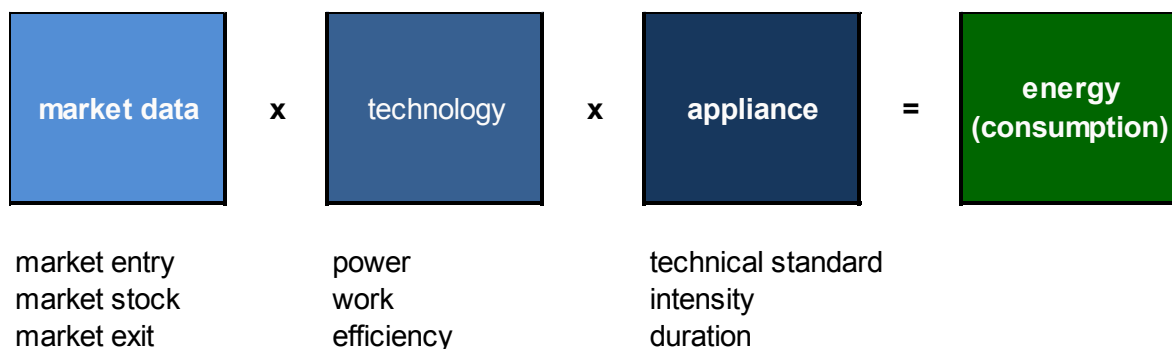 market data x technology x appliance = energy
(consumption)
market entry power technical standard
market stock work intensity
market exit efficiency duration